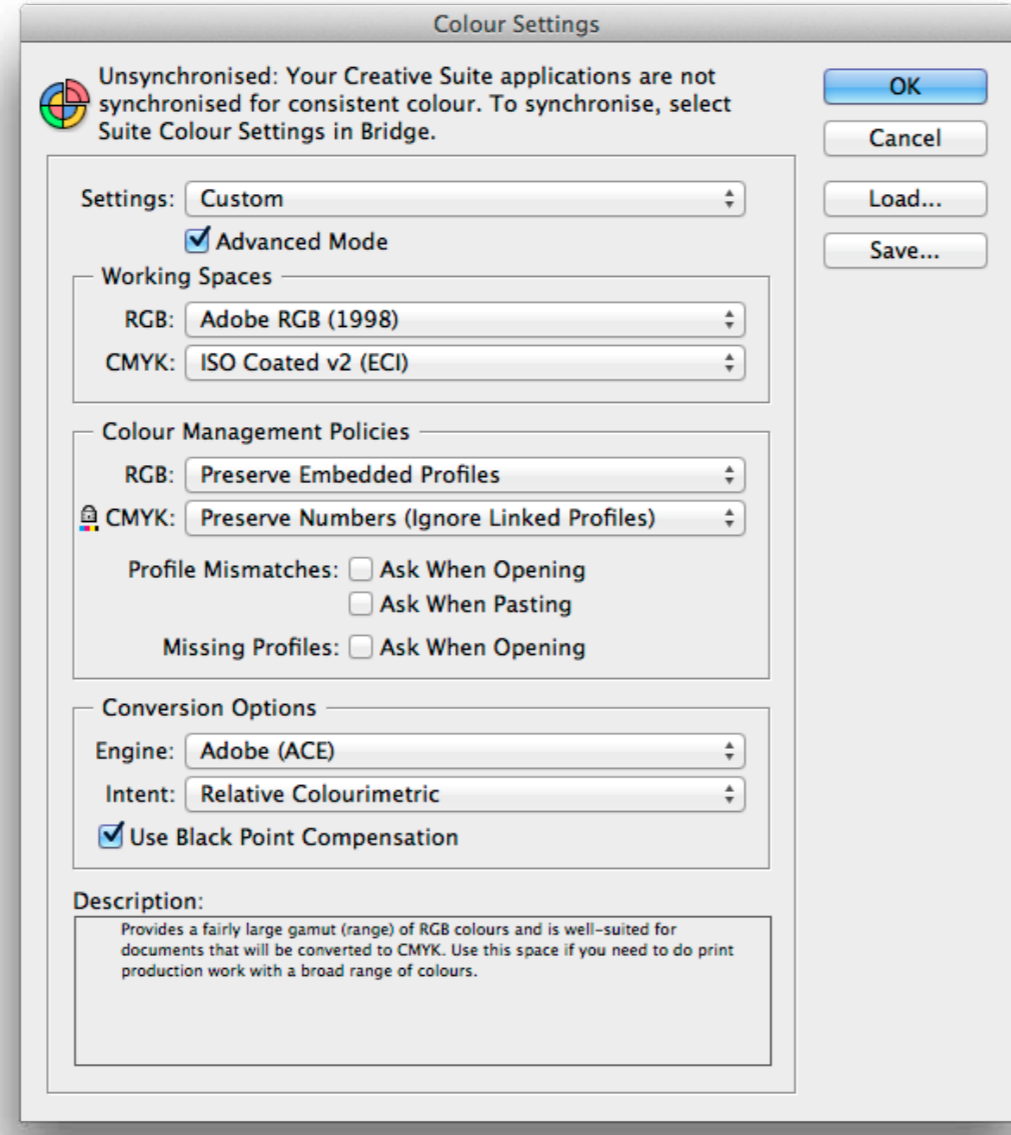 Colour Settings
Unsynchronised: Your Creative Suite applications are not
synchronised for consistent colour. To synchronise, select
Suite Colour Settings in Bridge.
OK
Cancel
Load...
Save...
Settings: Custom
Advanced Mode
Working Spaces
RGB: Adobe RGB (1998)
CMYK: ISO Coated v2 (ECI)
Colour Management Policies
RGB: Preserve Embedded Profiles
CMYK: Preserve Numbers (Ignore Linked Profiles)
Profile Mismatches: Ask When Opening
Ask When Pasting
Missing Profiles: Ask When Opening
Conversion Options
Engine: Adobe (ACE)
Intent: Relative Colourimetric
Use Black Point Compensation
Description:
Provides a fairly large gamut (range) of RGB colours and is well-suited for
documents that will be converted to CMYK. Use this space if you need to do print
production work with a broad range of colours.